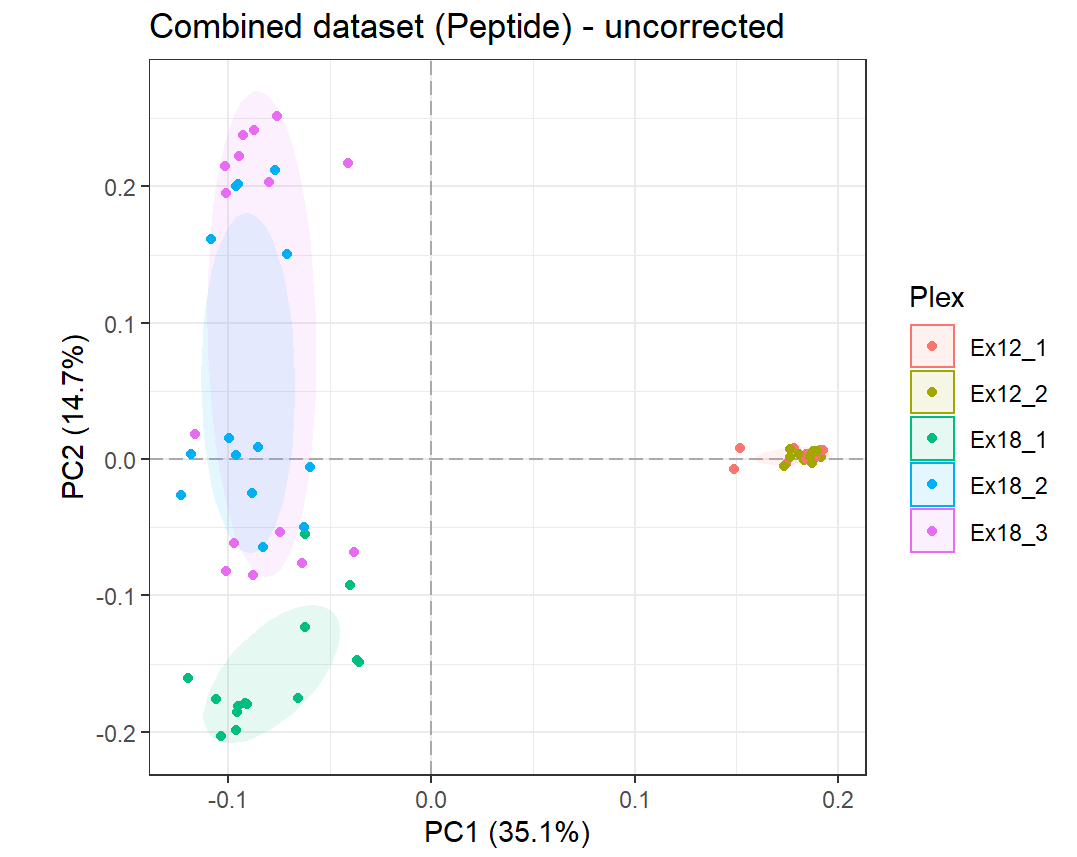 Combined dataset (Peptide) - uncorrected
PC2 (14.7%)
0.2
0.1
0.0
-0.1
-0.2
-0.1
0.0
0.1
0.2
PC1 (35.1%)
Plex
Ex12_1
Ex12_2
Ex18_1
Ex18_2
Ex18_3